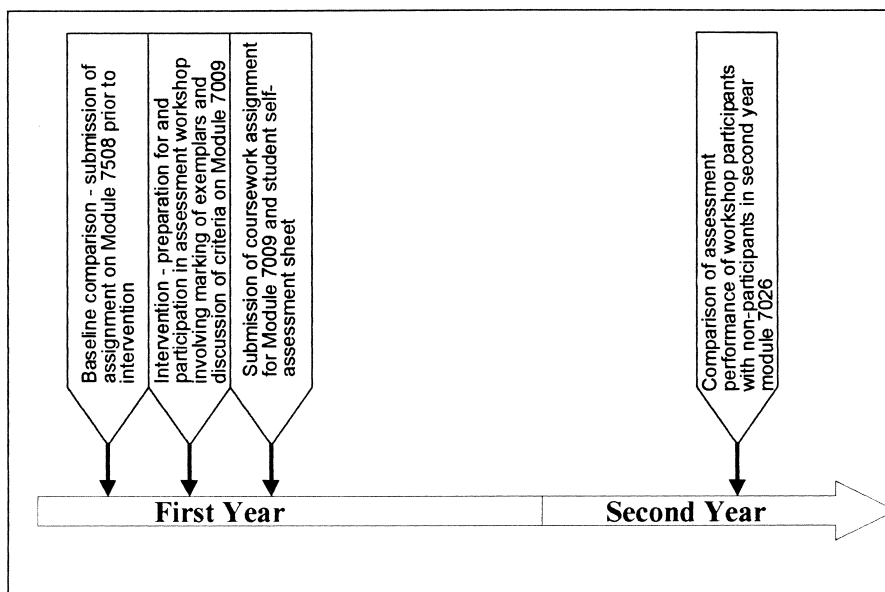 Baseline comparison - submission of
assignment on Module 7508 prior to
intervention
Intervention - preparation for and
participation in assessment workshop
involving marking of exemplars and
discussion of criteria on Module 7009
Submission of coursework assignment
for Module 7009 and student self-
assessment sheet
Comparison of assessment
performance of workshop participants
with non-participants in second year
module 7026
First Year
Second Year